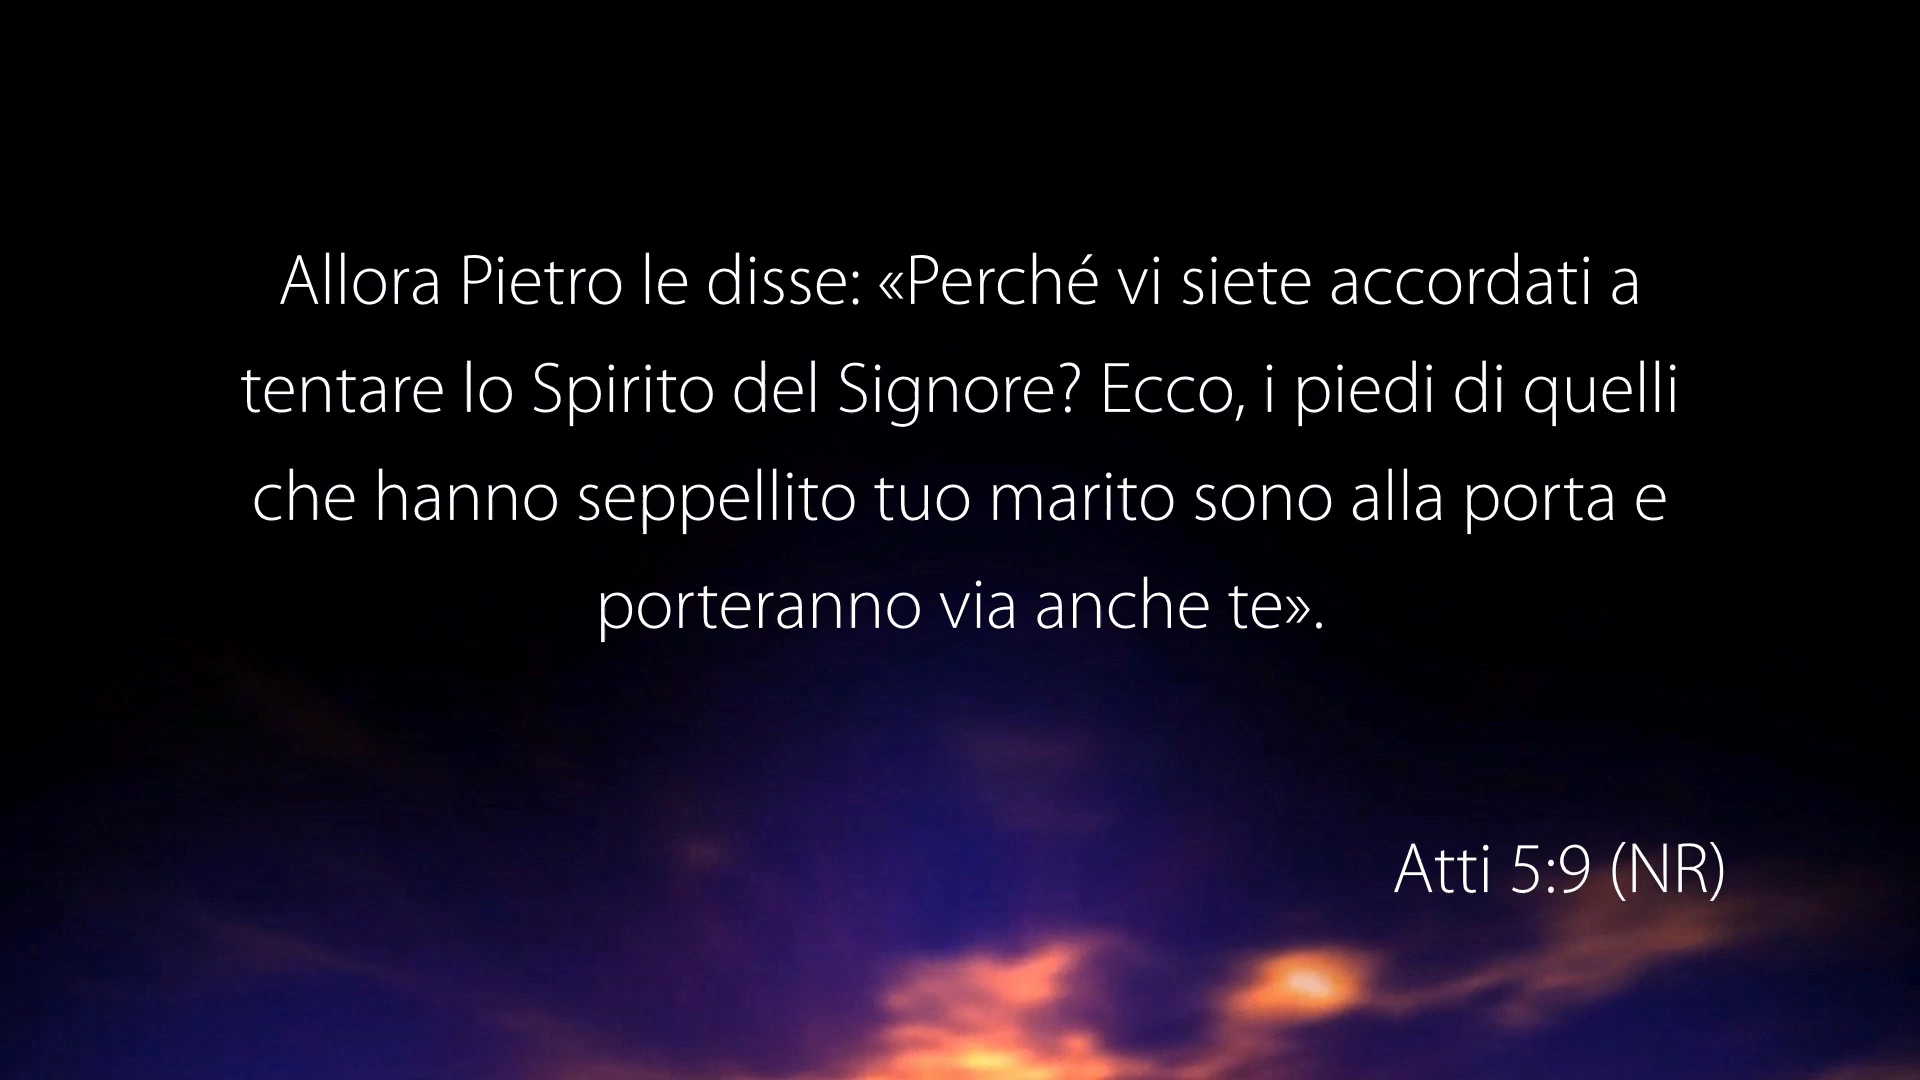 Allora Pietro le disse: «Perché vi siete accordati a
tentare lo Spirito del Signore? Ecco, i piedi di quelli
che hanno seppellito tuo marito sono alla porta e
porteranno via anche te».
Atti 5:9 (NR)